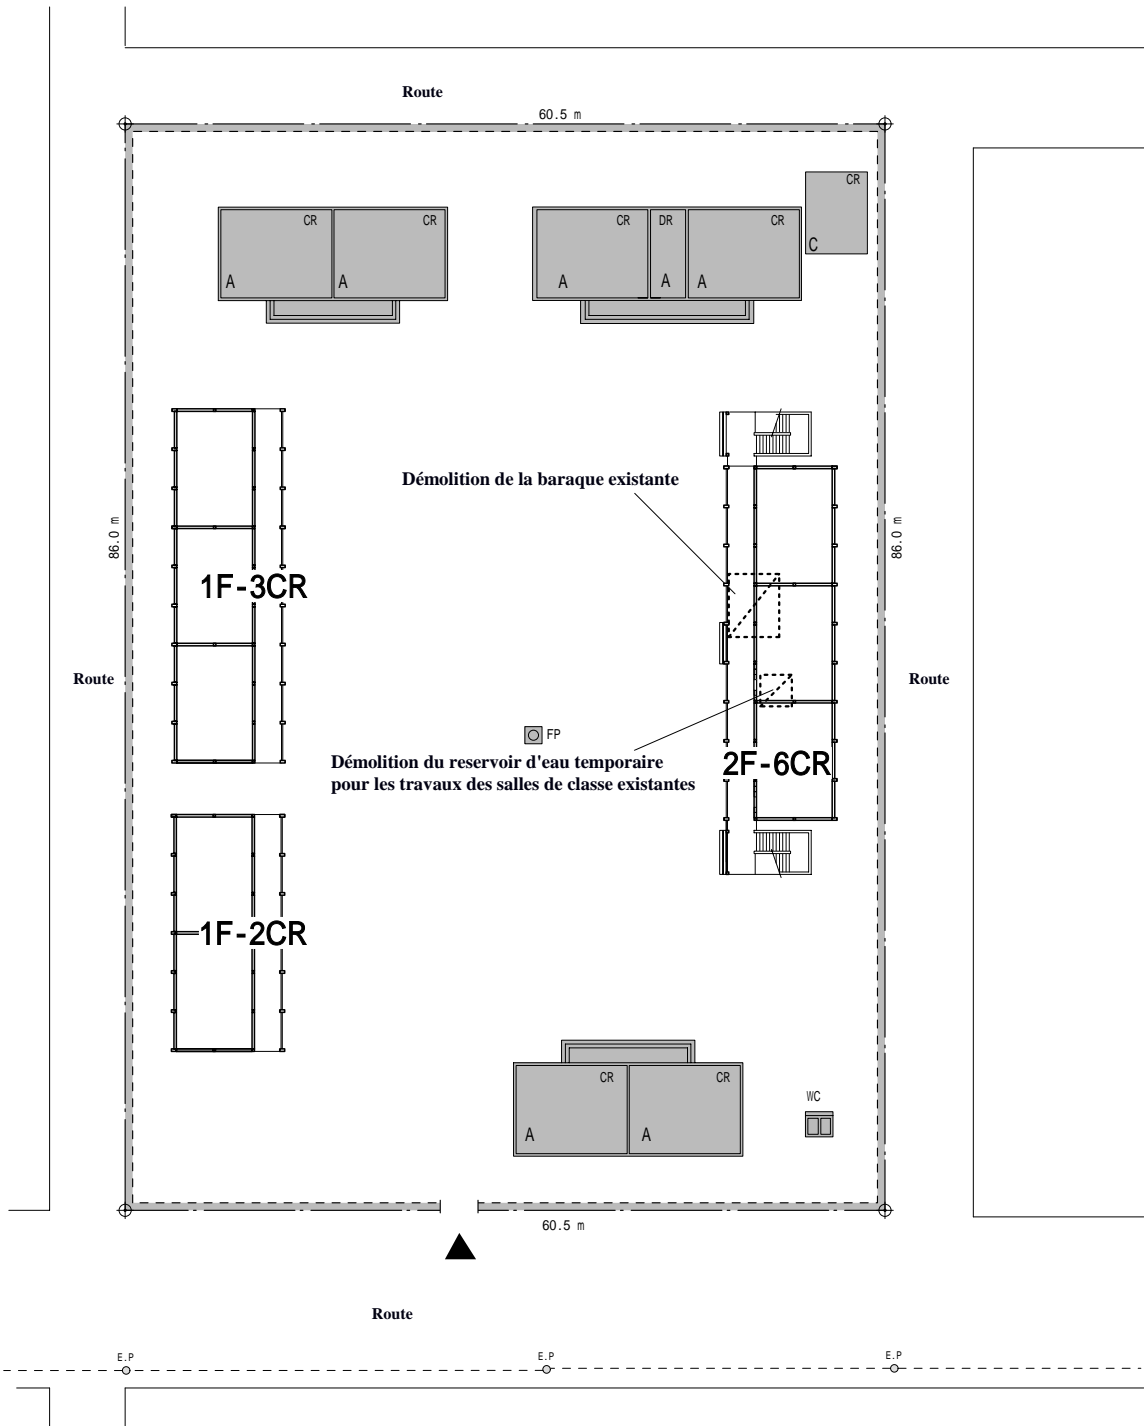 Route
60.5 m
CR
CR
CR
DR
CR
CR
A
A
A
A
A
C
Démolition de la baraque existante
86.0 m
86.0 m
1F-3CR
Route
Route
FP
Démolition du reservoir d'eau temporaire
pour les travaux des salles de classe existantes
2F-6CR
1F-2CR
CR
CR
A
A
WC
60.5 m
Route
E.P
E.P
E.P